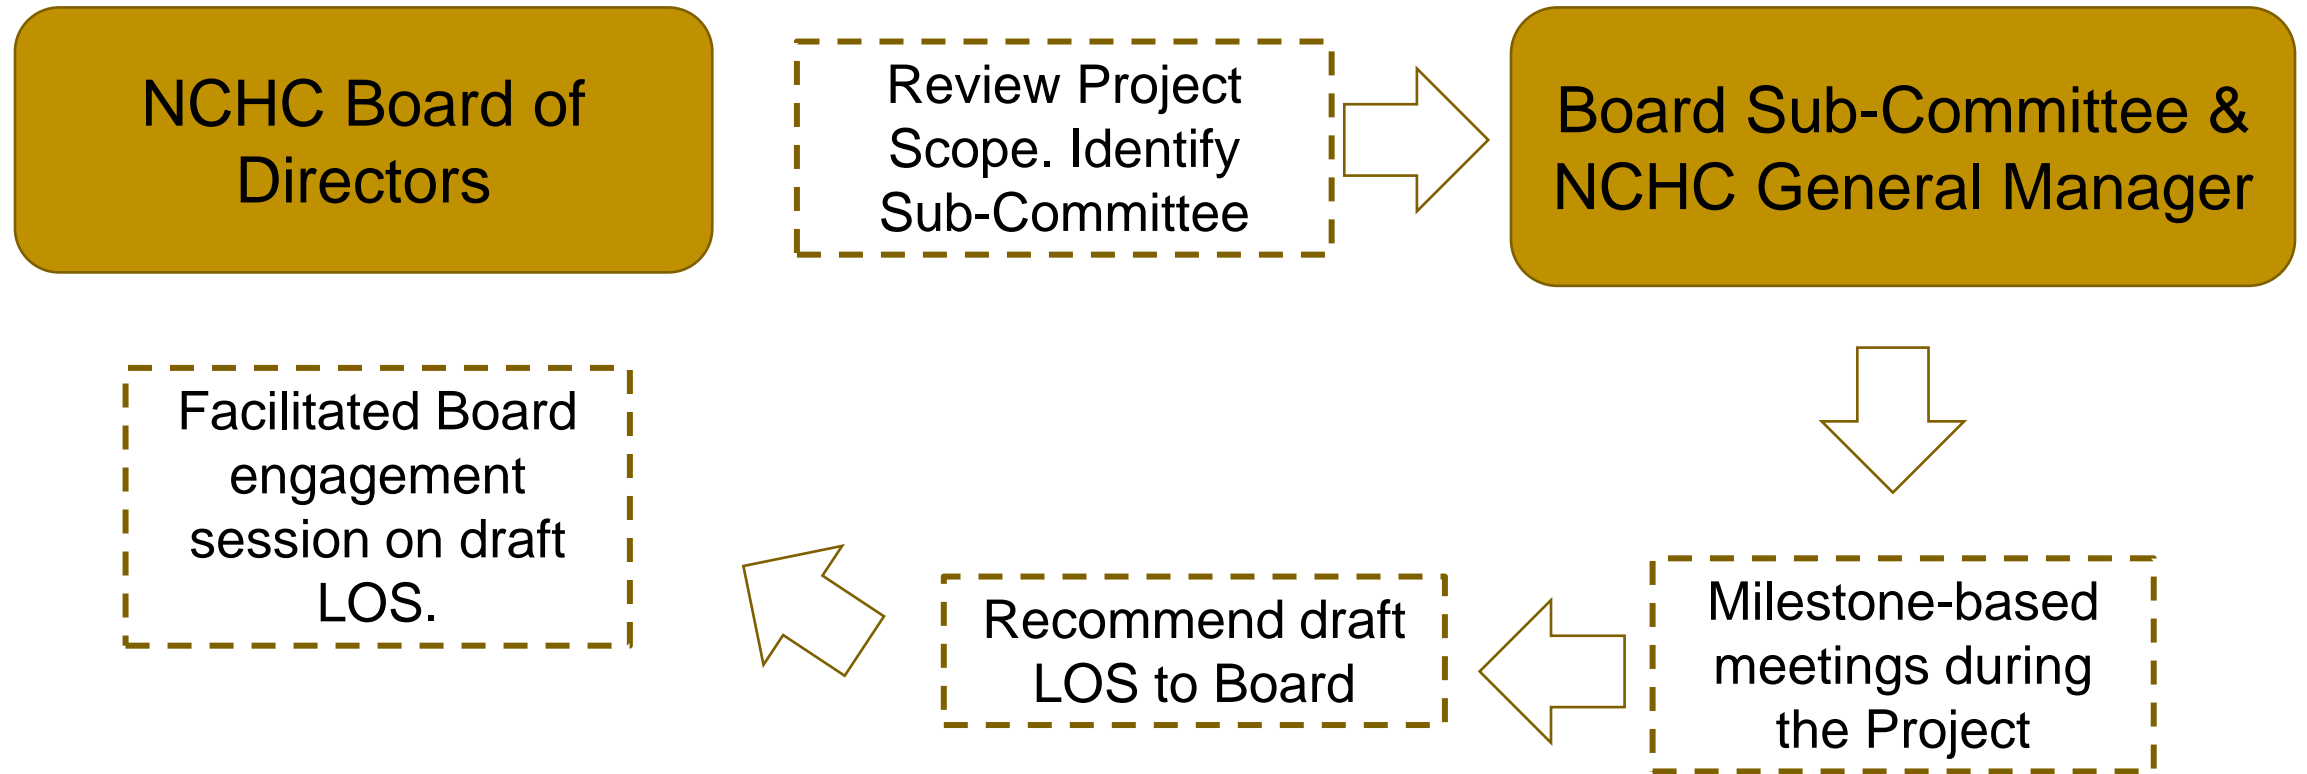 NCHC Board of
Directors
Review Project
Scope. Identify
Sub-Committee
Board Sub-Committee &
NCHC General Manager
Facilitated Board
engagement
session on draft
LOS.
Recommend draft
LOS to Board
Milestone-based
meetings during
the Project